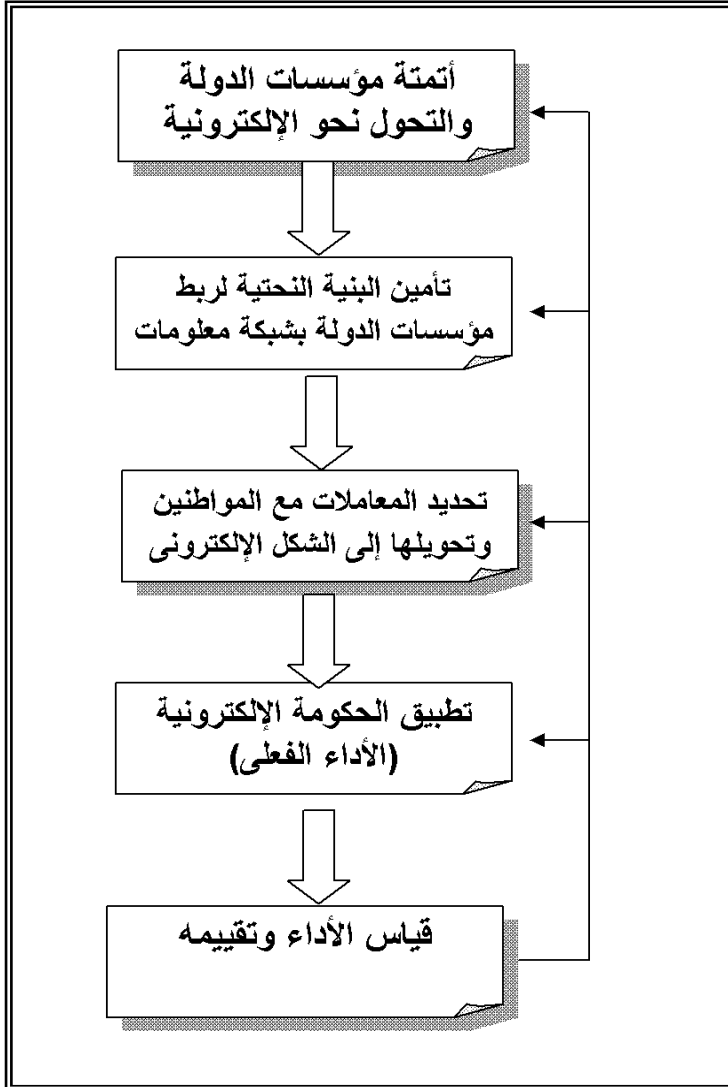 أتمتة مؤسسات الدولة
والتحول نحو الإلكترونية
تأمين البنية النحتية لربط
مؤسسات الدولة بشبكة معلومات
تحديد المعاملات مع المواطنين
وتحويلها إلى الشكل الإلكترونى
تطبيق الحكومة الإلكترونية
(الأداء الفعلى)
قياس الأداء وتقييمه